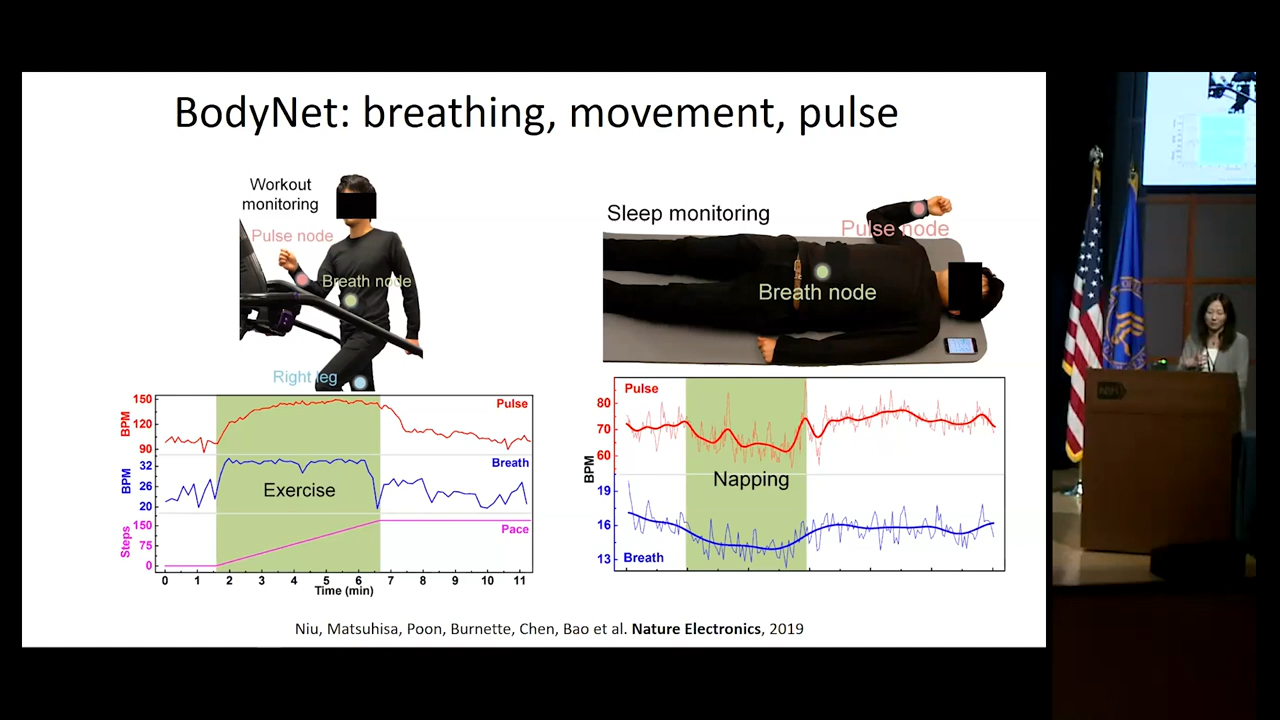 BodyNet: breathing, movement, pulse
Workout
monitoring
Pulse node
Breath node
Right leg
150
120
90
BPM
Pulse
32
26
20
BPM
Breath
Exercise
150
75
0
Steps
Pace
0 1 2 3 4 5 6 7 8 9 10 11
Time (min)
Sleep monitoring
Pulse node
Breath node
Pulse
80
70
60
BPM
Napping
19
16
13
Breath
Niu, Matsuhisa, Poon, Burnette, Chen, Bao et al. Nature Electronics, 2019
NIH